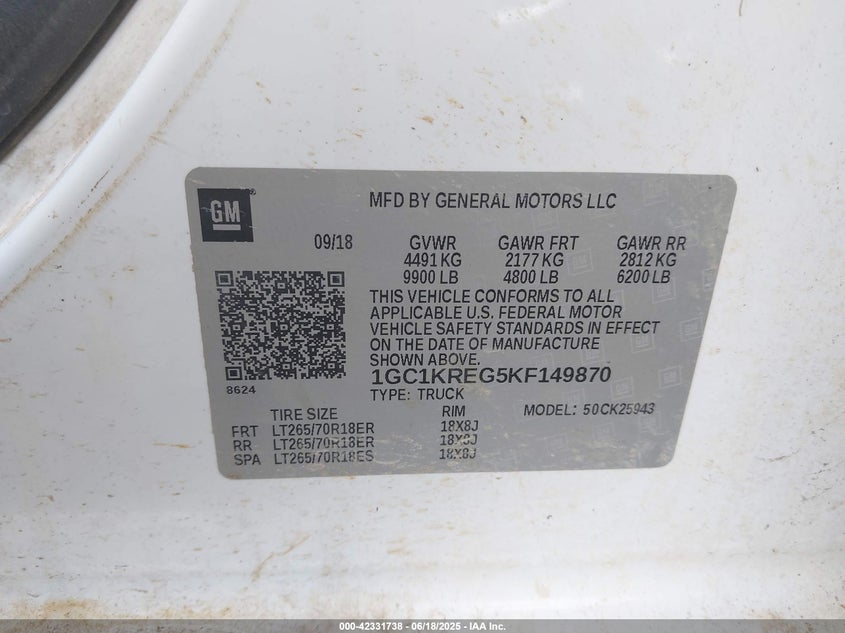 GM
®
MFD BY GENERAL MOTORS LLC
09/18 GVWR GAWR FRT GAWR RR
4491 KG 2177 KG 2812 KG
9900 LB 4800 LB 6200 LB
THIS VEHICLE CONFORMS TO ALL
APPLICABLE U.S. FEDERAL MOTOR
VEHICLE SAFETY STANDARDS IN EFFECT
ON THE DATE OF MANUFACTURE
SHOWN ABOVE.
1GC1KREG5KF149870
8624
TYPE: TRUCK
TIRE SIZE RIM MODEL: 50CK25943
FRT LT265/70R18ER 18X8J
RR LT265/70R18ER 18X8J
SPA LT265/70R18ES 18X8J
000-42331738 - 06/18/2025 - IAA Inc.